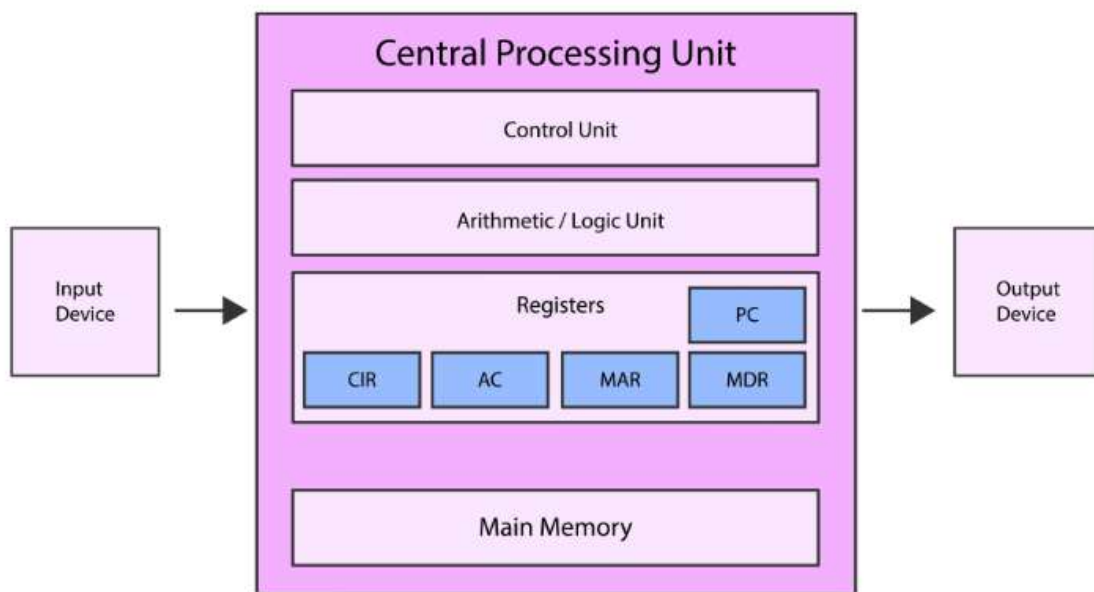 Central Processing Unit
Control Unit
Arithmetic / Logic Unit
Input
Device
Registers
PC
CIR
AC
MAR
MDR
Output
Device
Main Memory